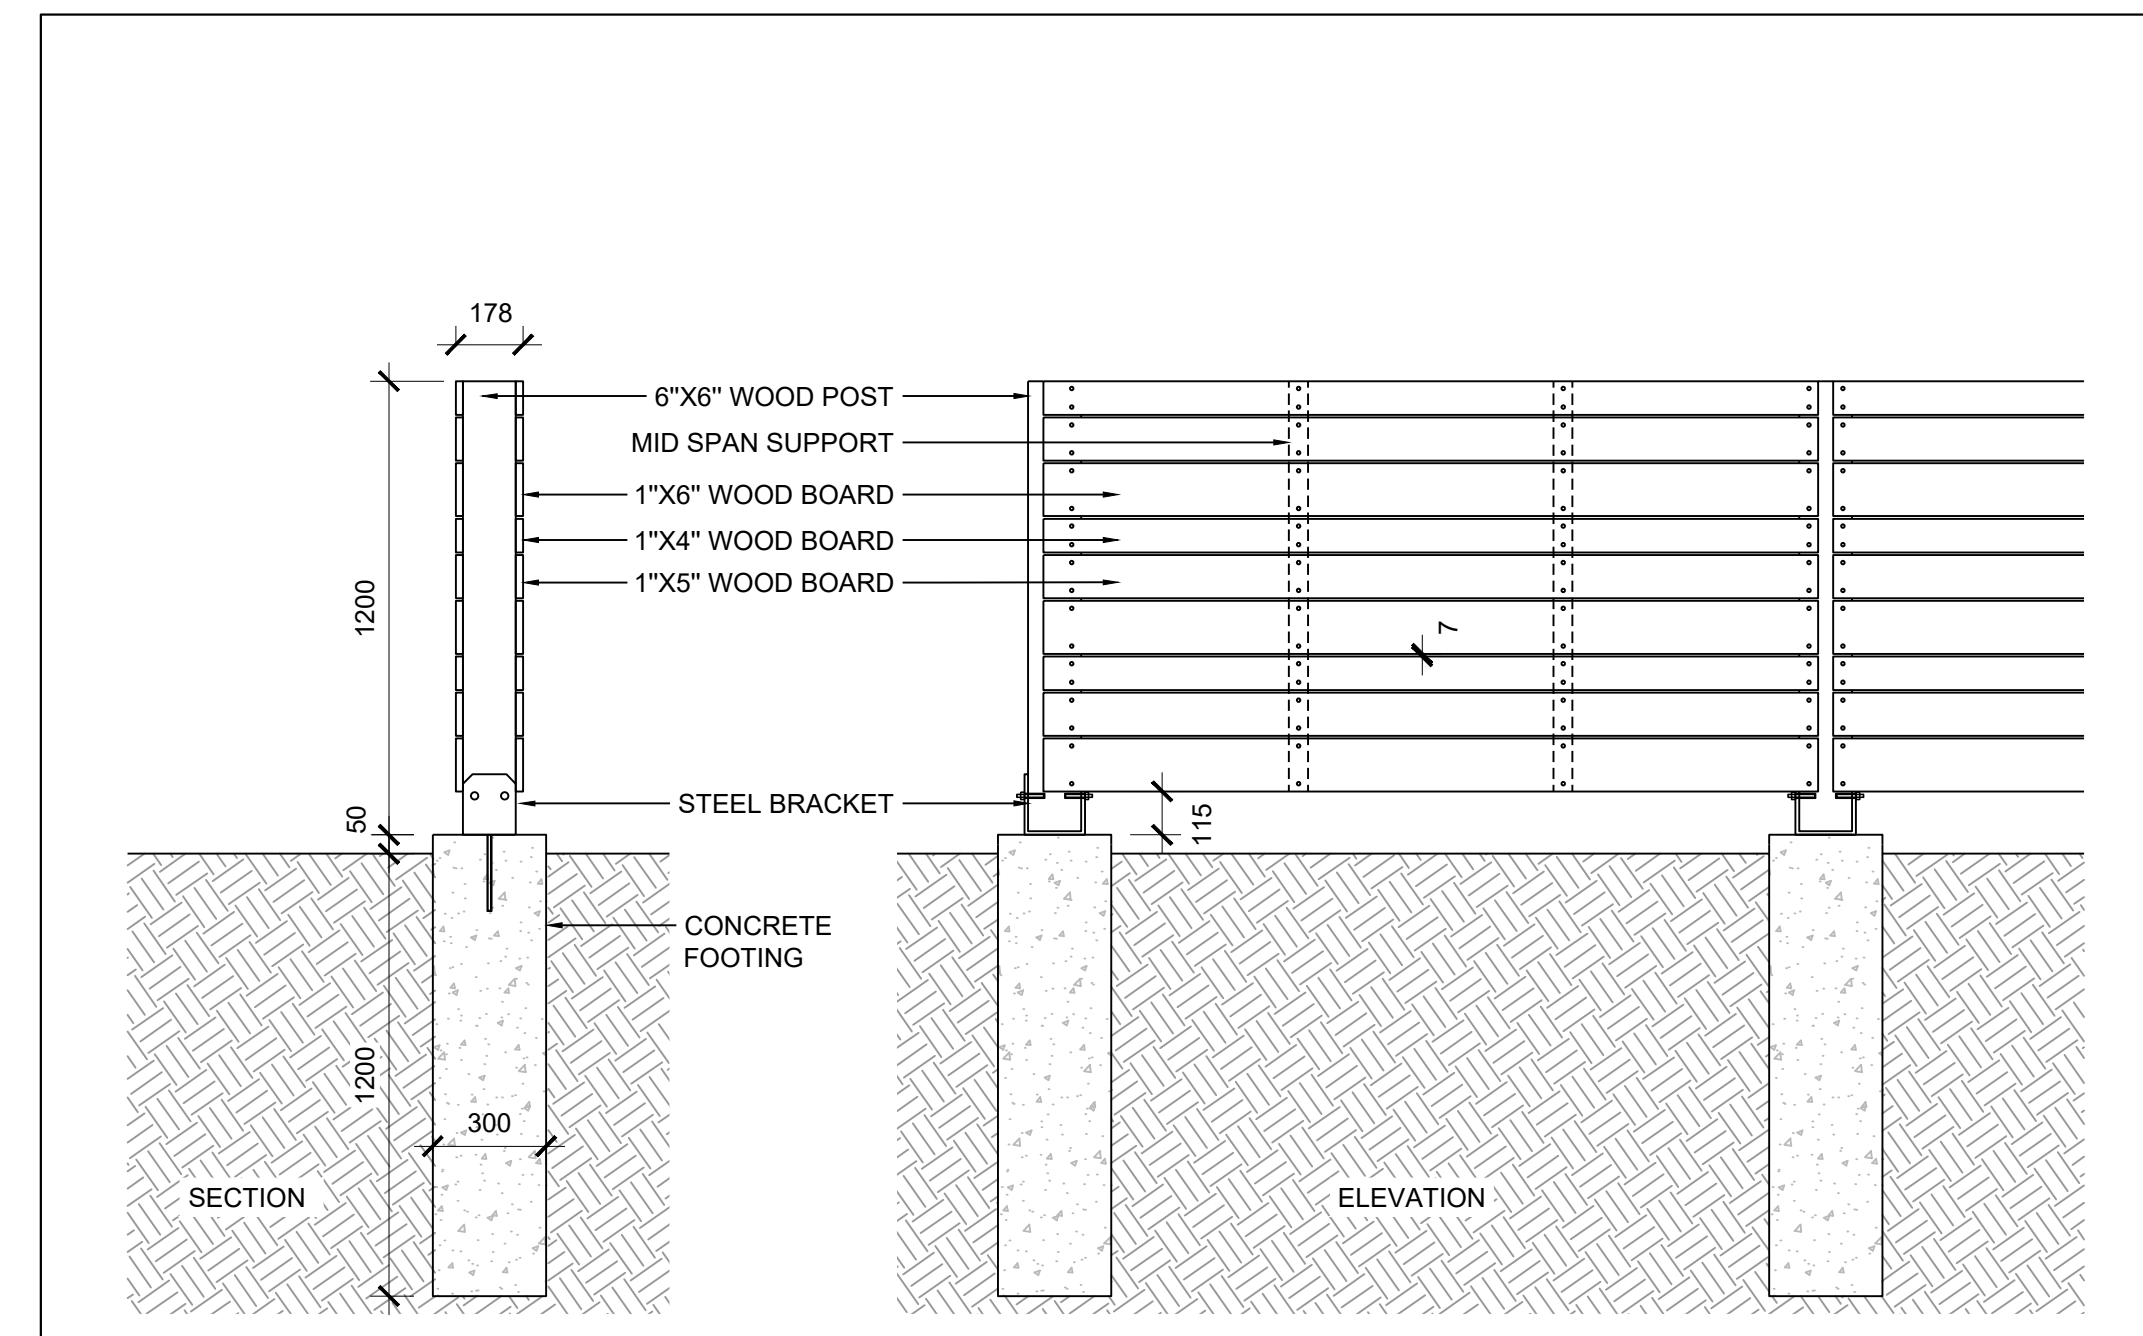 178
6"X6" WOOD POST
MID SPAN SUPPORT
1"X6" WOOD BOARD
1"X4" WOOD BOARD
1"X5" WOOD BOARD
1200
7
STEEL BRACKET
50
115
CONCRETE
FOOTING
1200
300
SECTION
ELEVATION